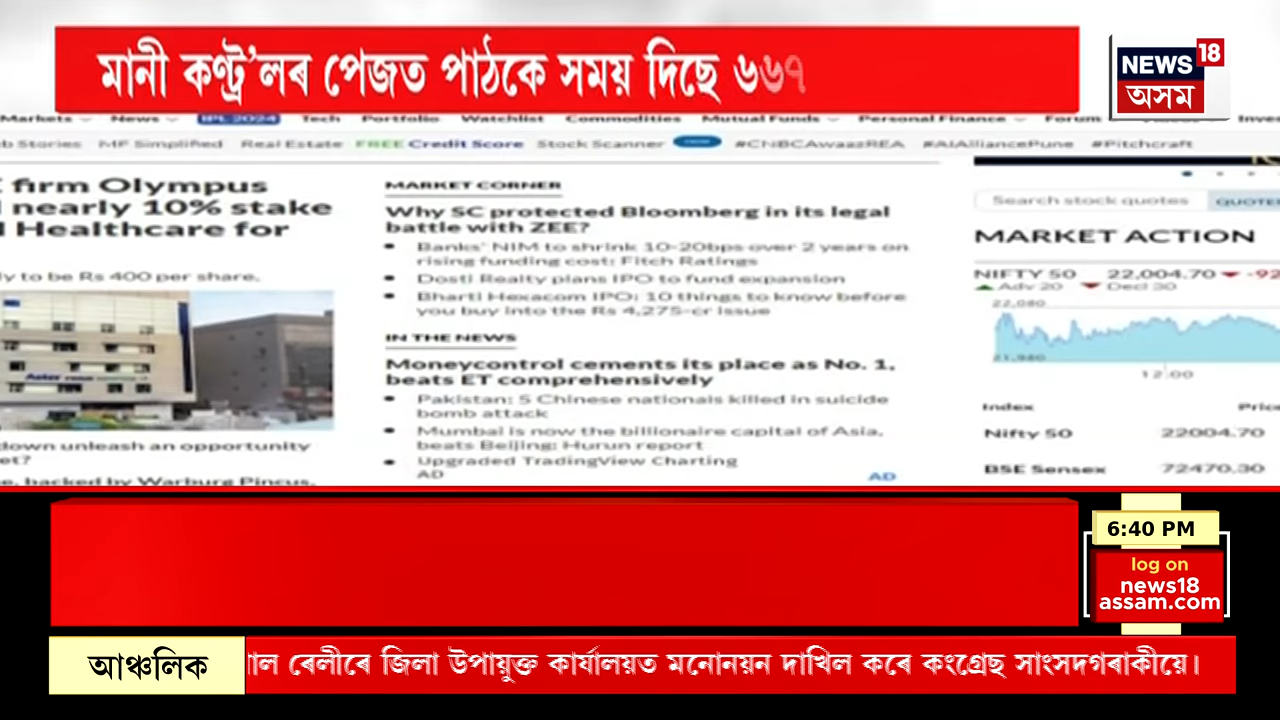 মানী কণ্ট্ৰ'লৰ পেজত পাঠকে সময় দিছে ৬৬৭
NEWS 18
অসম
Markets News IPL 2024 Tech Portfolio Watchlist Commodities Mutual Funds Personal Finance Forum
b Stories MF Simplified Real Estate FREE Credit Score Stock Scanner #CNBCAwaazREA #AIAlliancePune #Pitchcraft
firm Olympus
nearly 10% stake
Healthcare for
ly to be Rs 400 per share.
down unleash an opportunity
et?
e, backed by Warburg Pincus,
MARKET CORNER
Why SC protected Bloomberg in its legal
battle with ZEE?
Banks' NIM to shrink 10-20bps over 2 years on
rising funding cost: Fitch Ratings
Dosti Realty plans IPO to fund expansion
Bharti Hexacom IPO: 10 things to know before
you buy into the Rs 4,275-cr issue
IN THE NEWS
Moneycontrol cements its place as No. 1,
beats ET comprehensively
Pakistan: 5 Chinese nationals killed in suicide
bomb attack
Mumbai is now the billionaire capital of Asia,
beats Beijing: Hurun report
Upgraded TradingView Charting
AD
AD
Search stock quotes QUOTE
MARKET ACTION
NIFTY 50 22,004.70 -92
Adv 20 Decl 30
22,080
21,980
12:00
Index Price
Nifty 50 22004.70
BSE Sensex 72470.30
6:40 PM
log on
news18
assam.com
আঞ্চলিক
াল ৰেলীৰে জিলা উপায়ুক্ত কাৰ্যালয়ত মনোনয়ন দাখিল কৰে কংগ্ৰেছ সাংসদগৰাকীয়ে।